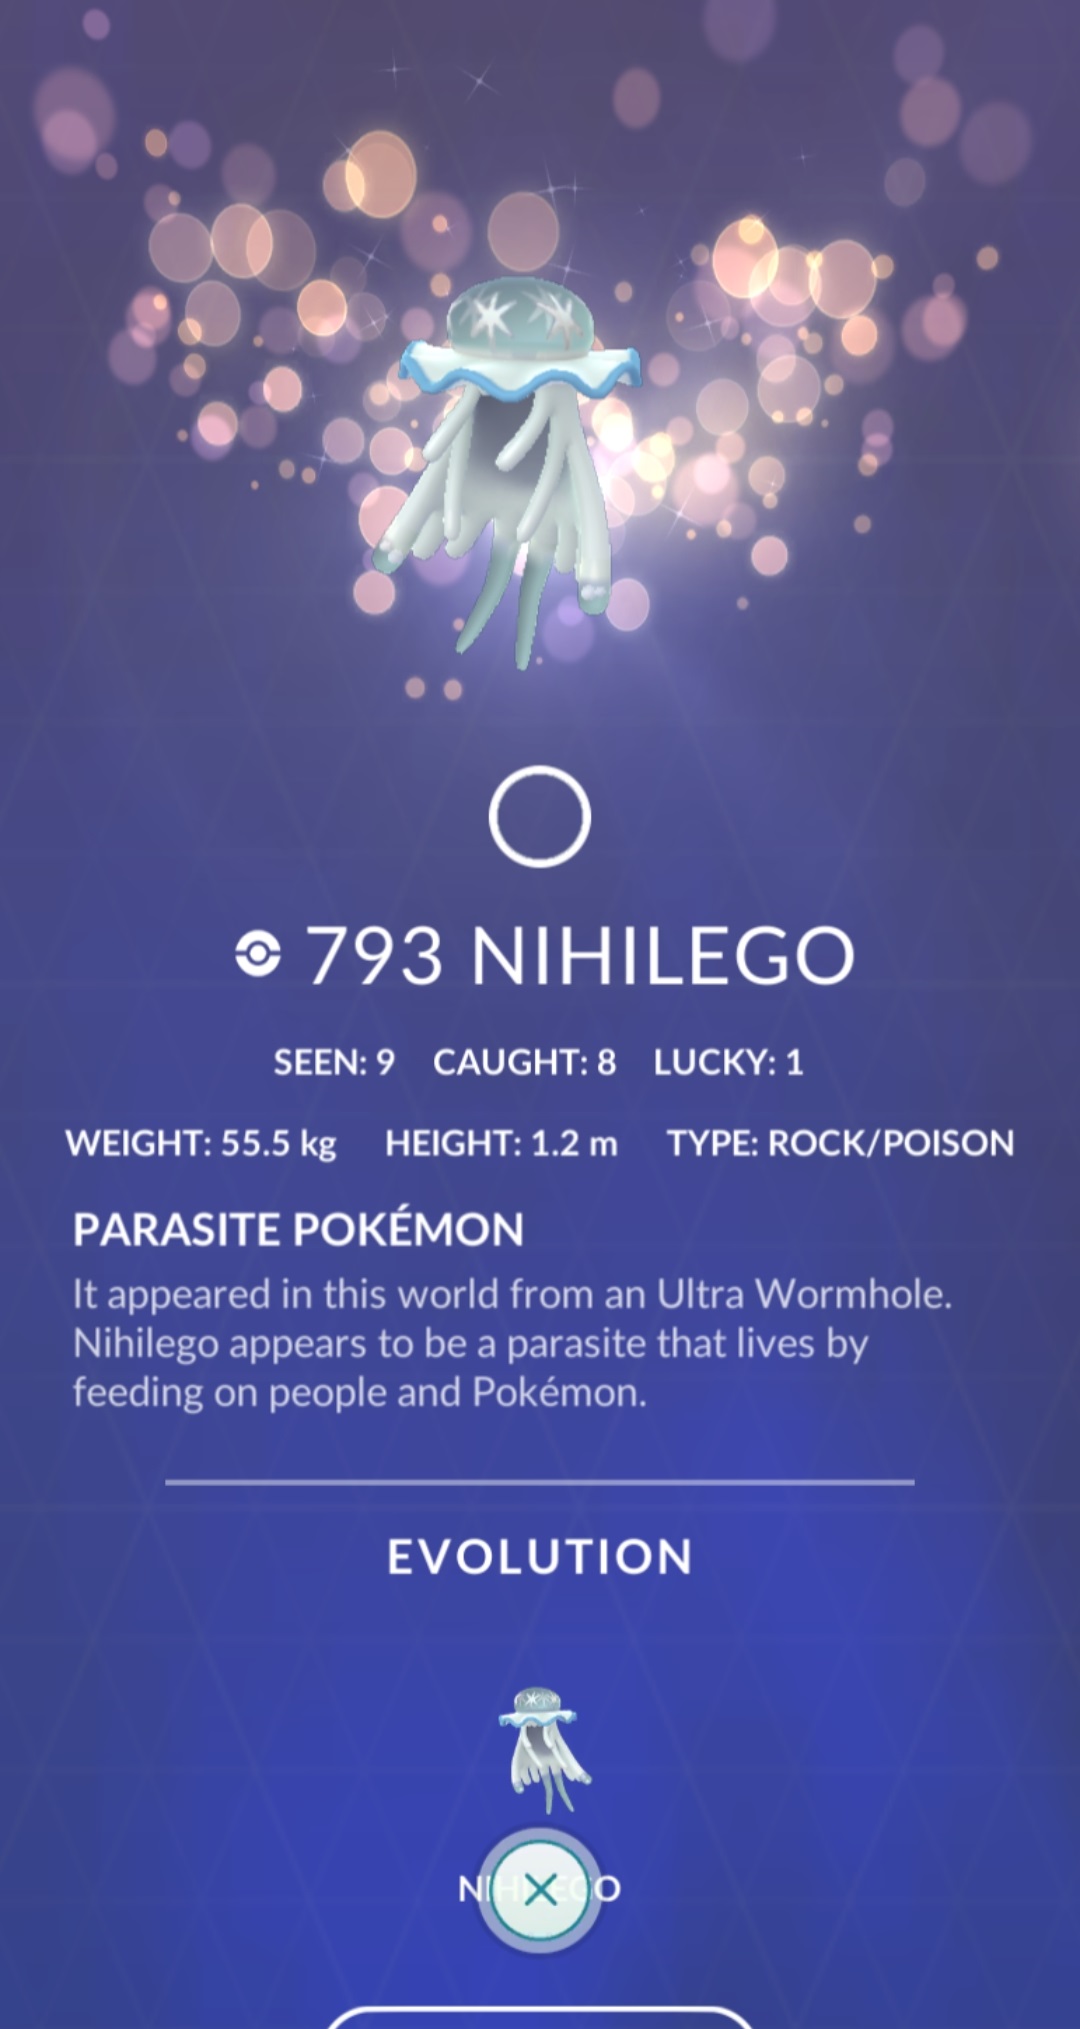 793 NIHILEGO
SEEN: 9 CAUGHT: 8 LUCKY: 1
WEIGHT: 55.5 kg HEIGHT: 1.2 m TYPE: ROCK/POISON
PARASITE POKÉMON
It appeared in this world from an Ultra Wormhole.
Nihilego appears to be a parasite that lives by
feeding on people and Pokémon.
EVOLUTION
NIHILEGO